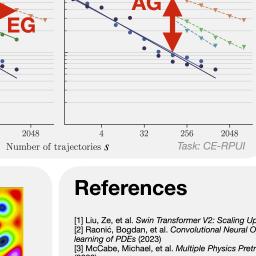 AG
EG
2048
4 32 256 2048
Number of trajectories s
Task: CE-RPUI
References
[1] Liu, Ze, et al. Swin Transformer V2: Scaling Up
[2] Raonić, Bogdan, et al. Convolutional Neural O
learning of PDEs (2023)
[3] McCabe, Michael, et al. Multiple Physics Pretr